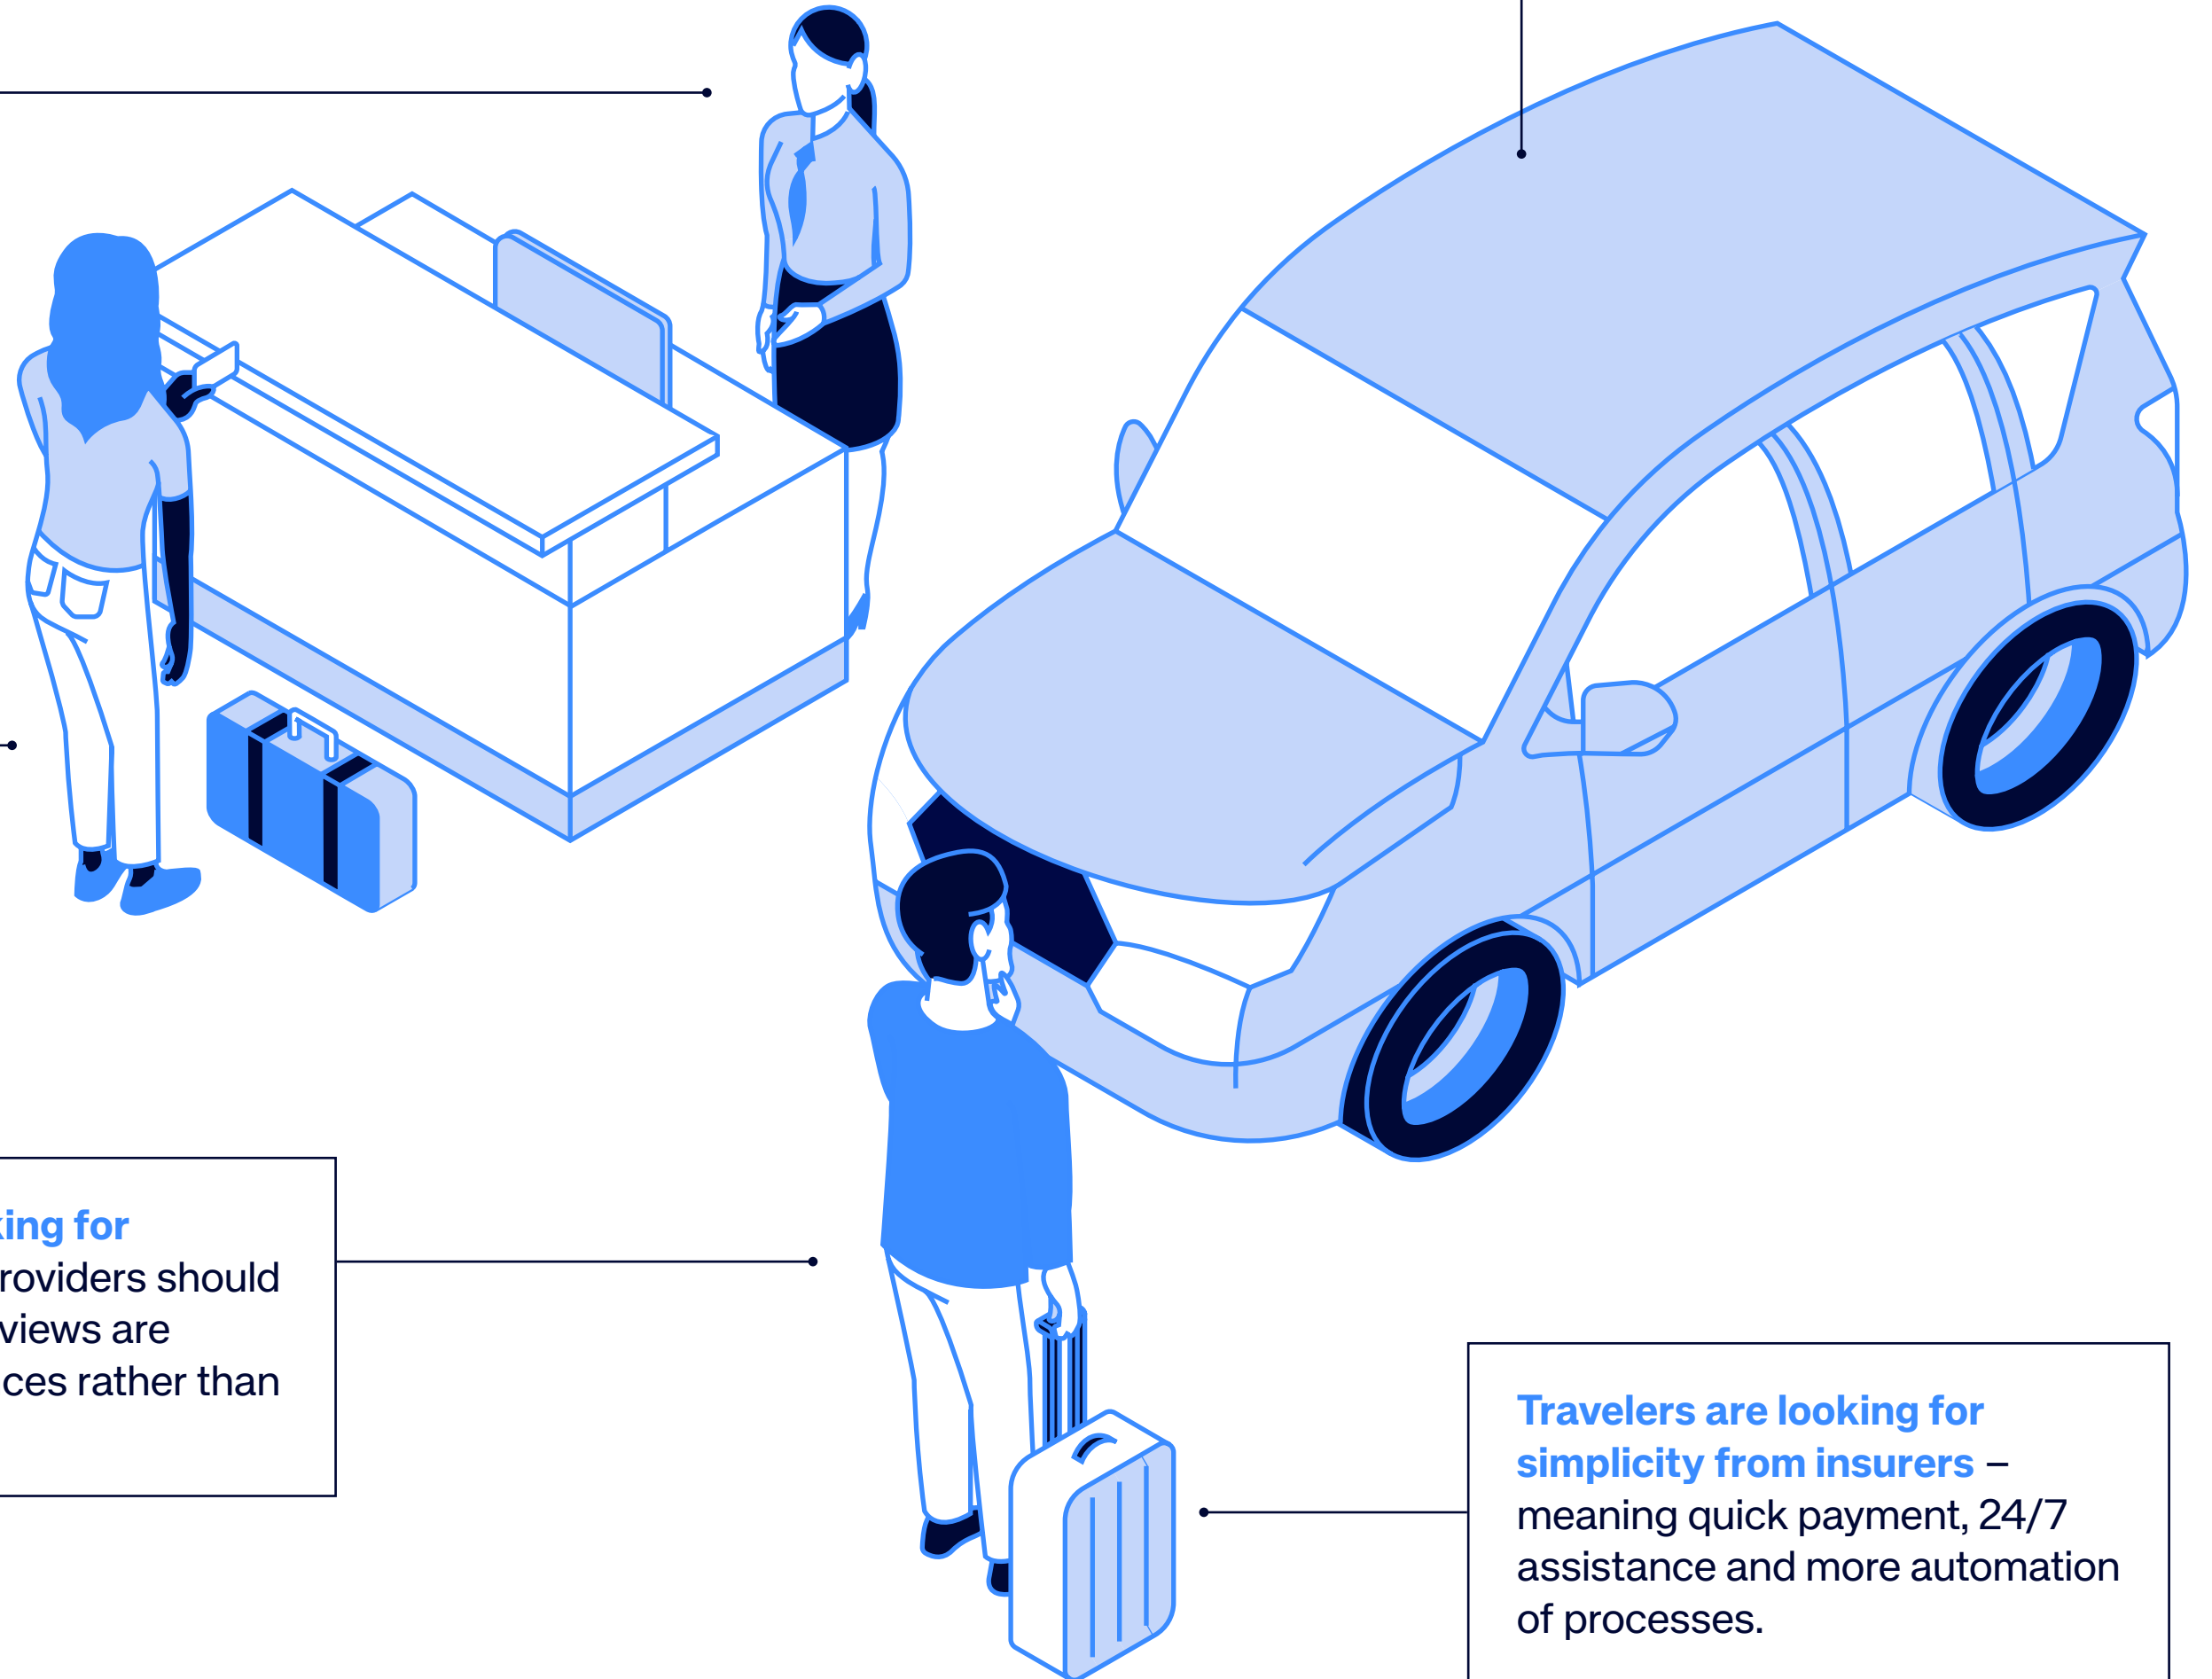 king for
roviders should
views are
ces rather than
Travelers are looking for
simplicity from insurers –
meaning quick payment, 24/7
assistance and more automation
of processes.